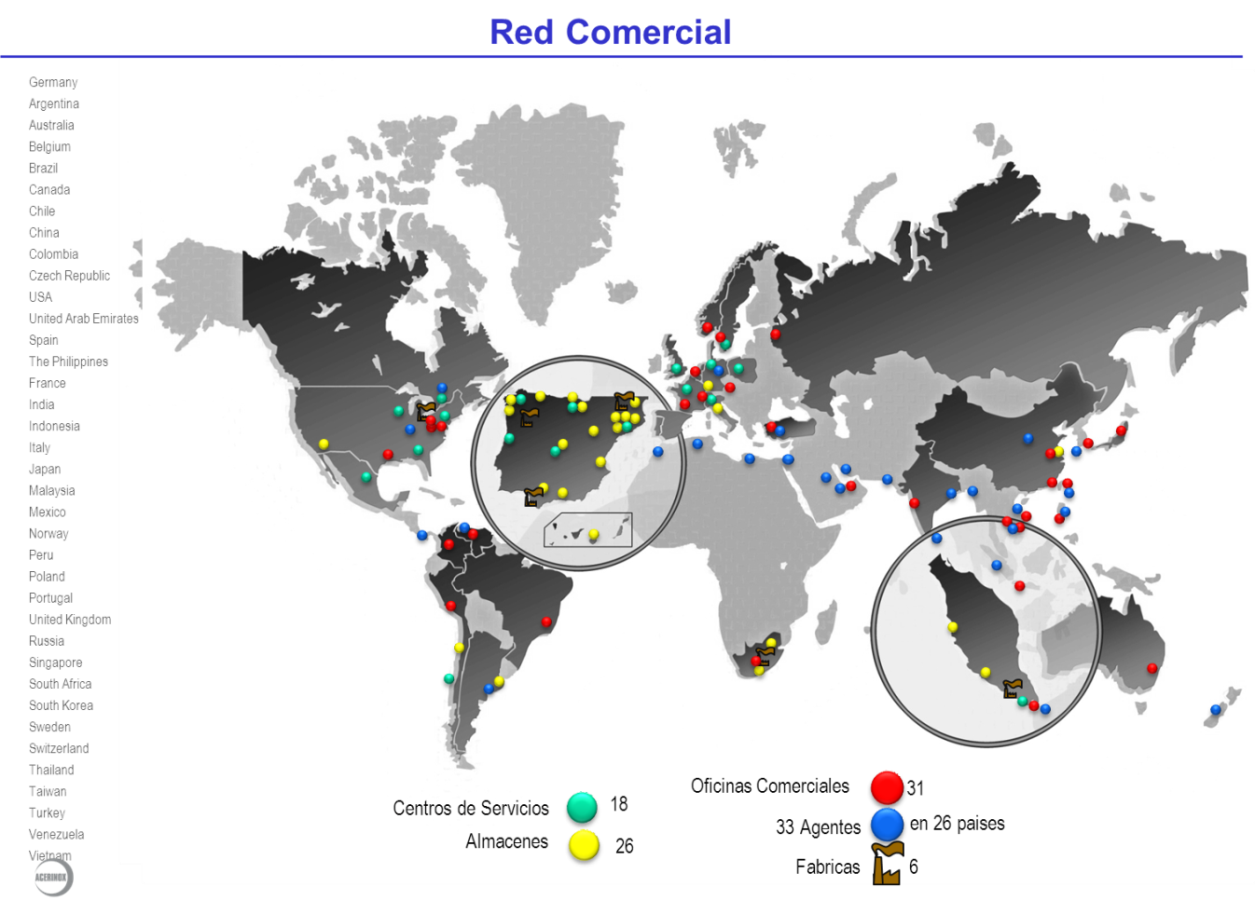 Red Comercial
Germany
Argentina
Australia
Belgium
Brazil
Canada
Chile
China
Colombia
Czech Republic
USA
United Arab Emirates
Spain
The Philippines
France
India
Indonesia
Italy
Japan
Malaysia
Mexico
Norway
Peru
Poland
Portugal
United Kingdom
Russia
Singapore
South Africa
South Korea
Sweden
Switzerland
Thailand
Taiwan
Turkey
Venezuela
Vietnam
ACERINOX
Centros de Servicios 18
Almacenes 26
Oficinas Comerciales 31
33 Agentes en 26 paises
Fabricas 6